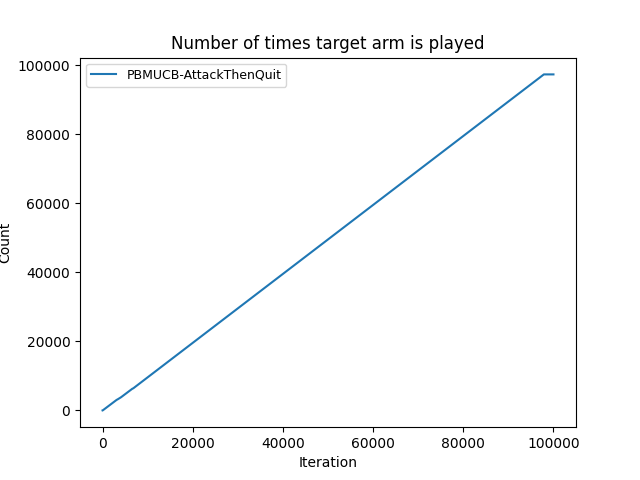 Number of times target arm is played
PBMUCB-AttackThenQuit
100000
80000
60000
40000
20000
0
Count
0 20000 40000 60000 80000 100000
Iteration